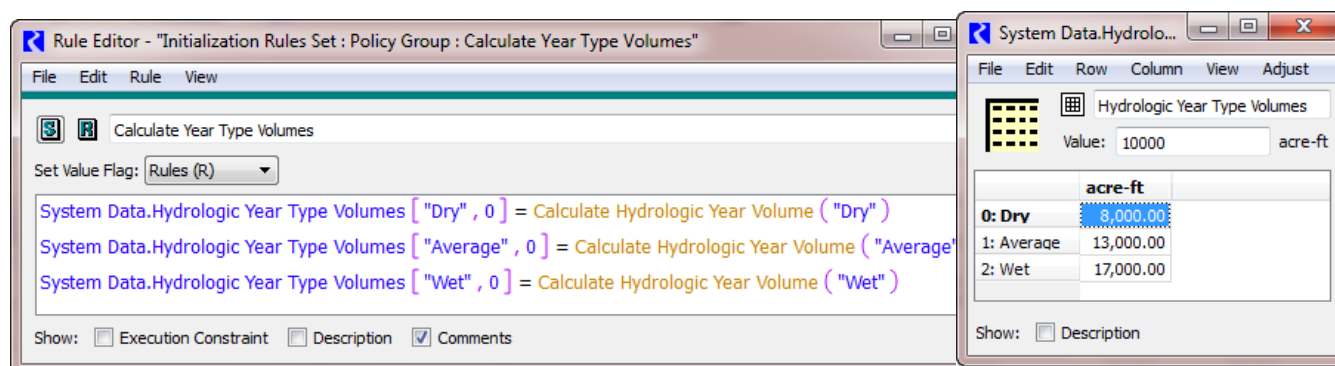 Rule Editor - "Initialization Rules Set : Policy Group : Calculate Year Type Volumes"
File Edit Rule View
S R Calculate Year Type Volumes
Set Value Flag: Rules (R)
System Data.Hydrologic Year Type Volumes [ "Dry" , 0 ] = Calculate Hydrologic Year Volume ( "Dry" )
System Data.Hydrologic Year Type Volumes [ "Average" , 0 ] = Calculate Hydrologic Year Volume ( "Average"
System Data.Hydrologic Year Type Volumes [ "Wet" , 0 ] = Calculate Hydrologic Year Volume ( "Wet" )
Show: Execution Constraint Description Comments
System Data.Hydrolo...
File Edit Row Column View Adjust
Hydrologic Year Type Volumes
Value: 10000 acre-ft
acre-ft
0: Dry 8,000.00
1: Average 13,000.00
2: Wet 17,000.00
Show: Description